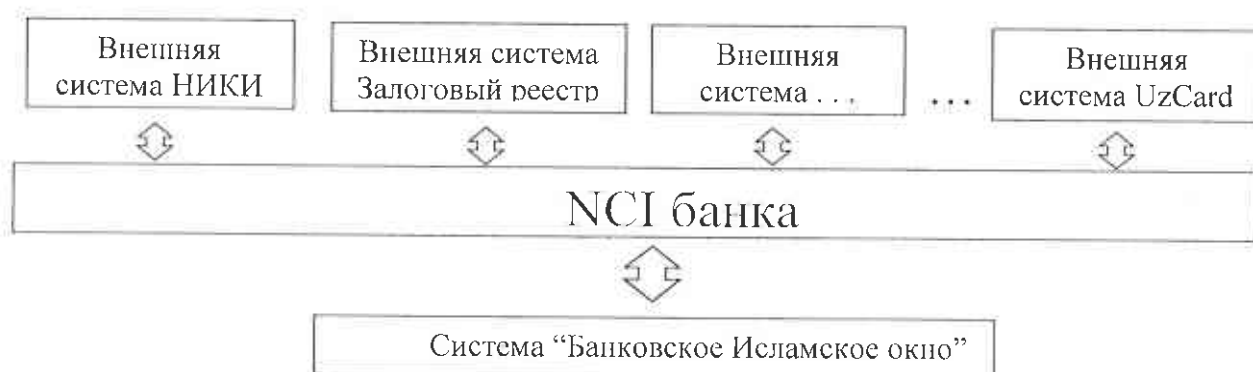 Внешняя
система НИКИ
Внешняя система
Залоговый реестр
Внешняя
система . . .
. . .
Внешняя
система UzCard
NCI банка
Система “Банковское Исламское окно”